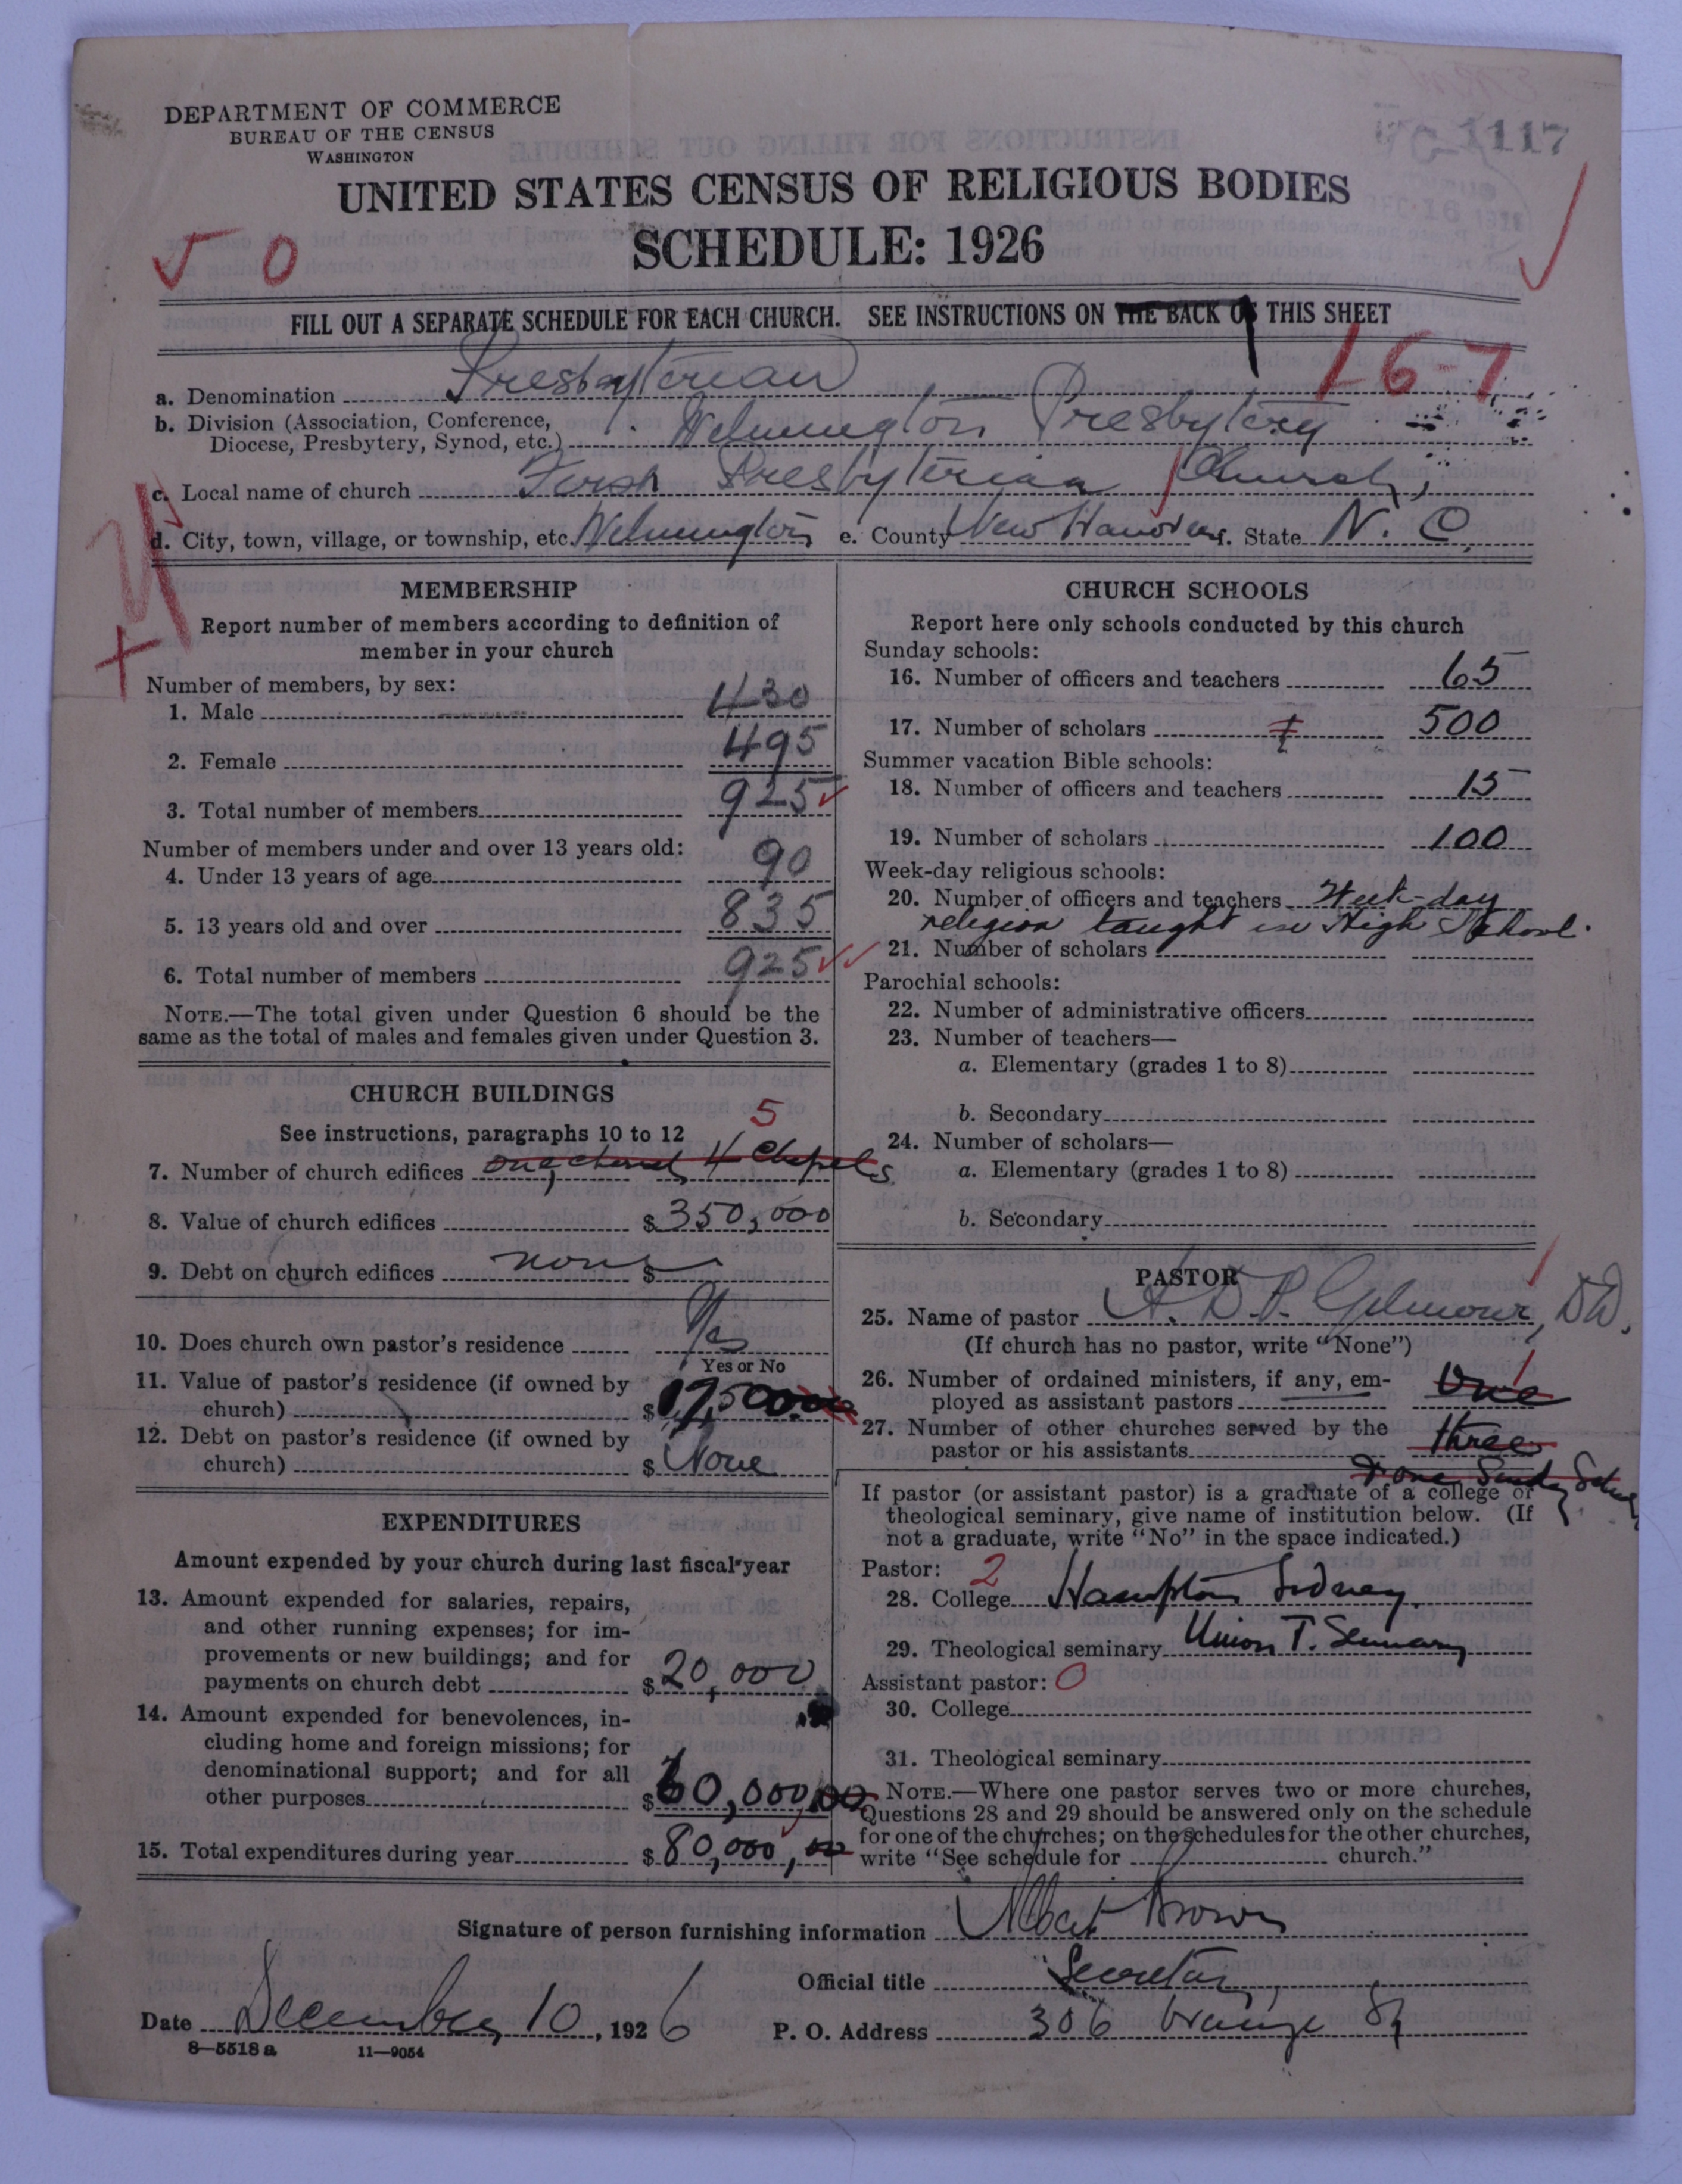 DEPARTMENT OF COMMERCE
BUREAU OF THE CENSUS
WASHINGTON
1117
UNITED STATES CENSUS OF RELIGIOUS BODIES
SCHEDULE: 1926
0
FILL OUT A SEPARATE SCHEDULE FOR EACH CHURCH. SEE INSTRUCTIONS ON THE BACK OF THIS SHEET
1-6-7
a. Denomination Presbyterian
b. Division (Association, Conference,
Diocese, Presbytery, Synod, etc.) Wilmington Presbytery
c. Local name of church First Presbyterian Church,
d. City, town, village, or township, etc. Wilmington e. County New Hanover f. State N. C.
MEMBERSHIP
Report number of members according to definition of
member in your church
Number of members, by sex:
1. Male 430
2. Female 495
3. Total number of members 925
Number of members under and over 13 years old:
4. Under 13 years of age 90
5. 13 years old and over 835
6. Total number of members 925
NOTE.—The total given under Question 6 should be the
same as the total of males and females given under Question 3.
CHURCH BUILDINGS
5
See instructions, paragraphs 10 to 12
7. Number of church edifices one church 4 Chapels
8. Value of church edifices $ 350,000
9. Debt on church edifices none $
10. Does church own pastor's residence Yes
Yes or No
11. Value of pastor's residence (if owned by
church) $ 17,500
12. Debt on pastor's residence (if owned by
church) $ None
EXPENDITURES
Amount expended by your church during last fiscal year
13. Amount expended for salaries, repairs,
and other running expenses; for im-
provements or new buildings; and for
payments on church debt $ 20,000
14. Amount expended for benevolences, in-
cluding home and foreign missions; for
denominational support; and for all
other purposes $ 60,000,00
15. Total expenditures during year $ 80,000,00
CHURCH SCHOOLS
Report here only schools conducted by this church
Sunday schools:
16. Number of officers and teachers 65
17. Number of scholars 500
Summer vacation Bible schools:
18. Number of officers and teachers 15
19. Number of scholars 100
Week-day religious schools:
20. Number of officers and teachers Week-day
religion taught in High School.
21. Number of scholars
Parochial schools:
22. Number of administrative officers
23. Number of teachers—
a. Elementary (grades 1 to 8)
b. Secondary
24. Number of scholars—
a. Elementary (grades 1 to 8)
b. Secondary
PASTOR
25. Name of pastor A. D. P. Gilmour, DD.
(If church has no pastor, write "None")
26. Number of ordained ministers, if any, em-
ployed as assistant pastors One
27. Number of other churches served by the
pastor or his assistants three
& one Sunday School
If pastor (or assistant pastor) is a graduate of a college or
theological seminary, give name of institution below. (If
not a graduate, write "No" in the space indicated.)
Pastor: 2
28. College Hampton Sidney
29. Theological seminary Union T. Seminary
Assistant pastor: 0
30. College
31. Theological seminary
NOTE.—Where one pastor serves two or more churches,
Questions 28 and 29 should be answered only on the schedule
for one of the churches; on the schedules for the other churches,
write "See schedule for church."
Signature of person furnishing information Albert Brown
Official title Secretary
Date December 10, 1926 P. O. Address 306 Orange St
8—5518 a 11—9054